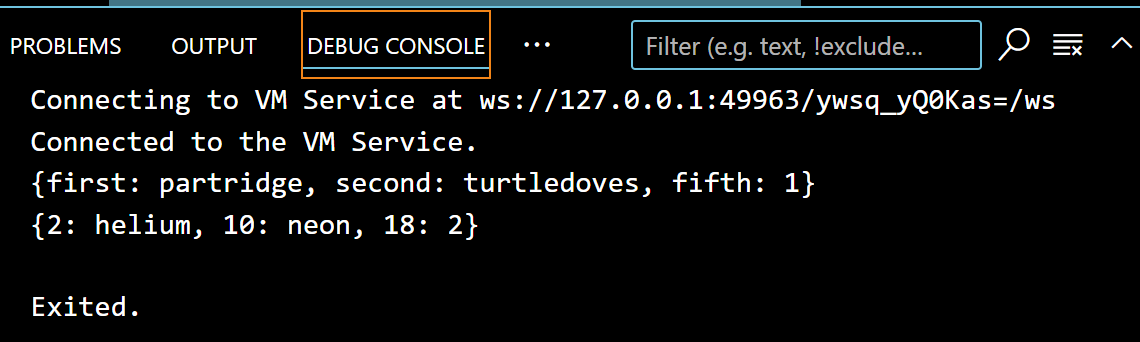 PROBLEMS OUTPUT DEBUG CONSOLE ··· Filter (e.g. text, !exclude...
Connecting to VM Service at ws://127.0.0.1:49963/ywsq_yQ0Kas=/ws
Connected to the VM Service.
{first: partridge, second: turtledoves, fifth: 1}
{2: helium, 10: neon, 18: 2}
Exited.